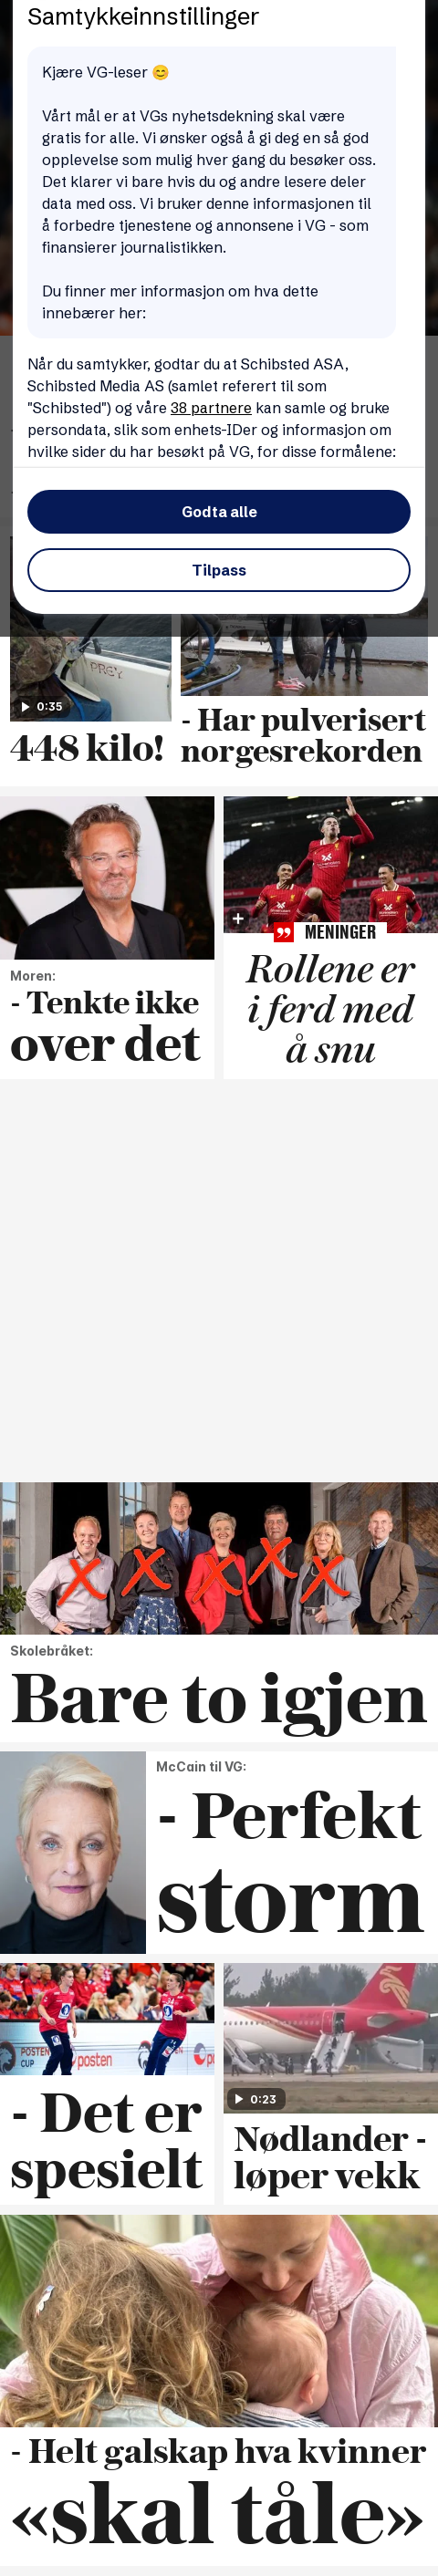 Samtykkeinnstillinger
Kjære VG-leser 😊
Vårt mål er at VGs nyhetsdekning skal være
gratis for alle. Vi ønsker også å gi deg en så god
opplevelse som mulig hver gang du besøker oss.
Det klarer vi bare hvis du og andre lesere deler
data med oss. Vi bruker denne informasjonen til
å forbedre tjenestene og annonsene i VG - som
finansierer journalistikken.
Du finner mer informasjon om hva dette
innebærer her:
Når du samtykker, godtar du at Schibsted ASA,
Schibsted Media AS (samlet referert til som
"Schibsted") og våre 38 partnere kan samle og bruke
persondata, slik som enhets-IDer og informasjon om
hvilke sider du har besøkt på VG, for disse formålene:
Godta alle
Tilpass
PREY
0:35
448 kilo!
- Har pulverisert
norgesrekorden
Moren:
- Tenkte ikke
over det
MENINGER
Rollene er
i ferd med
å snu
Skolebråket:
Bare to igjen
McCain til VG:
- Perfekt
storm
POSTEN
CUP
posten
- Det er
spesielt
0:23
Nødlander -
løper vekk
- Helt galskap hva kvinner
«skal tåle»